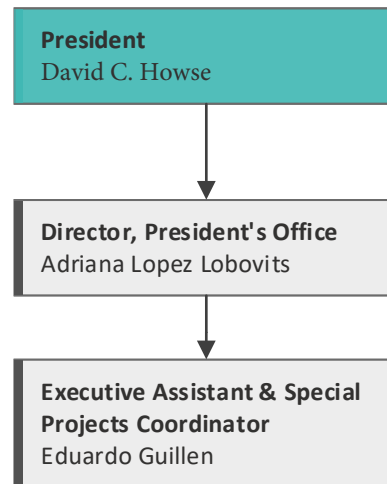 President
David C. Howse
Director, President's Office
Adriana Lopez Lobovits
Executive Assistant & Special
Projects Coordinator
Eduardo Guillen